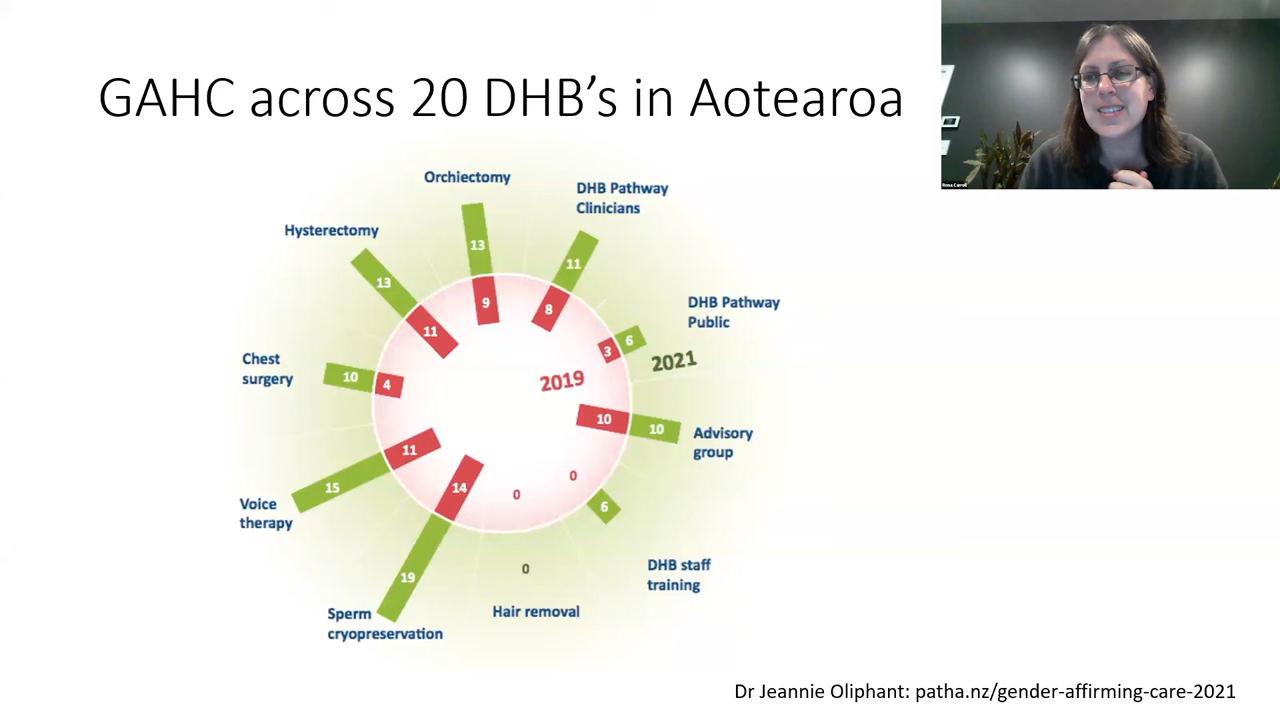 GAHC across 20 DHB's in Aotearoa
Rosa Carroll
Orchiectomy
DHB Pathway
Clinicians
Hysterectomy
13
11
13
9
8
11
DHB Pathway
Public
6
3
2021
Chest
surgery
10
4
2019
10
10
Advisory
group
11
15
14
0
0
6
Voice
therapy
19
0
DHB staff
training
Sperm
cryopreservation
Hair removal
Dr Jeannie Oliphant: patha.nz/gender-affirming-care-2021